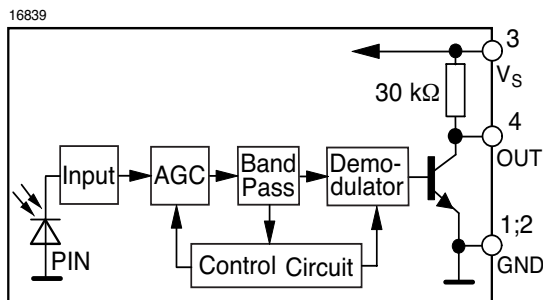 16839
3
VS
30 kΩ
4
OUT
Input
AGC
Band
Pass
Demo-
dulator
1;2
GND
PIN
Control Circuit